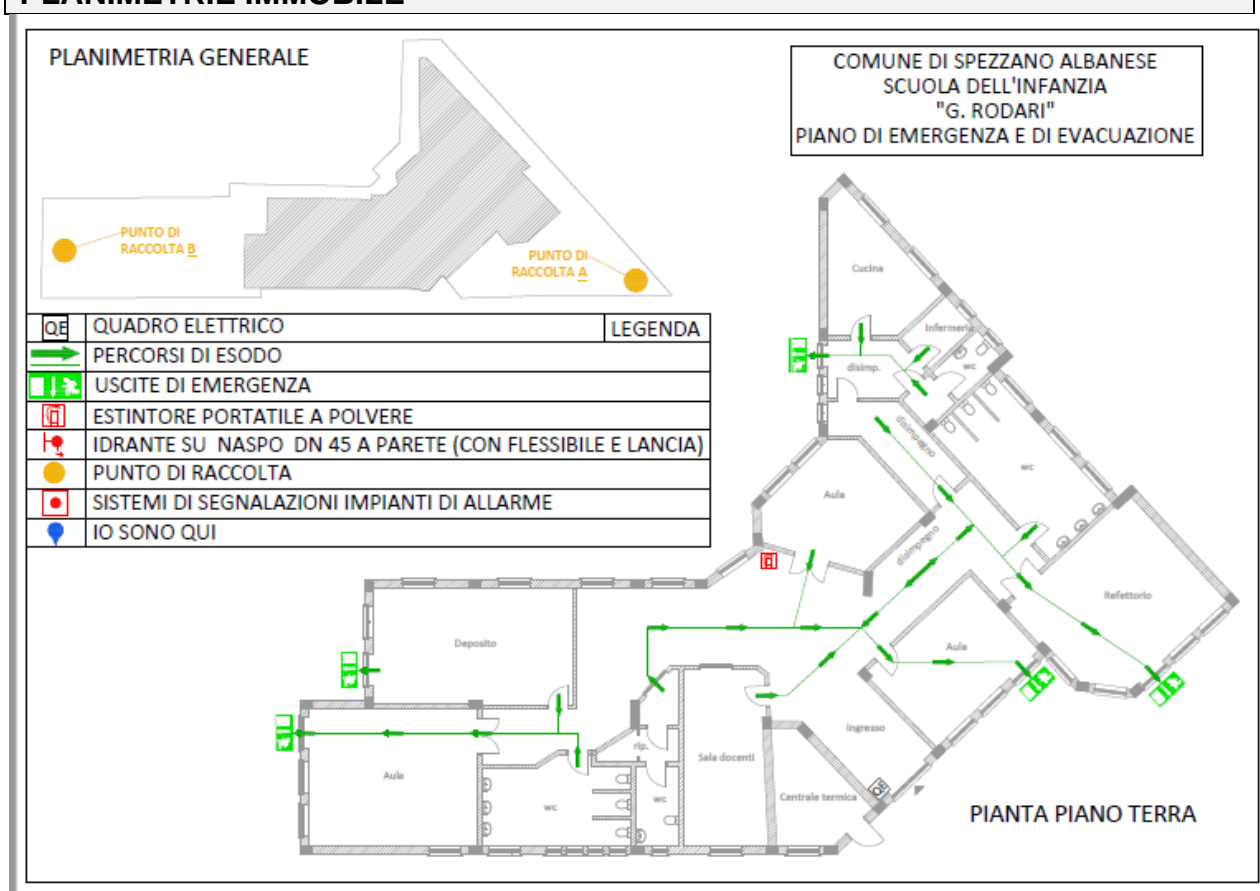 PLANIMETRIE IMMOBILE
PLANIMETRIA GENERALE
COMUNE DI SPEZZANO ALBANESE
SCUOLA DELL'INFANZIA
"G. RODARI"
PIANO DI EMERGENZA E DI EVACUAZIONE
PUNTO DI
RACCOLTA B
PUNTO DI
RACCOLTA A
QE QUADRO ELETTRICO LEGENDA
PERCORSI DI ESODO
USCITE DI EMERGENZA
ESTINTORE PORTATILE A POLVERE
IDRANTE SU NASPO DN 45 A PARETE (CON FLESSIBILE E LANCIA)
PUNTO DI RACCOLTA
SISTEMI DI SEGNALAZIONI IMPIANTI DI ALLARME
IO SONO QUI
Cucina
Infermeria
disimp.
wc
disimpegno
wc
Aula
disimpegno
Refettorio
Deposito
Aula
Ingresso
rip.
Sala docenti
Aula
wc
wc
Centrale termica
QE
PIANTA PIANO TERRA